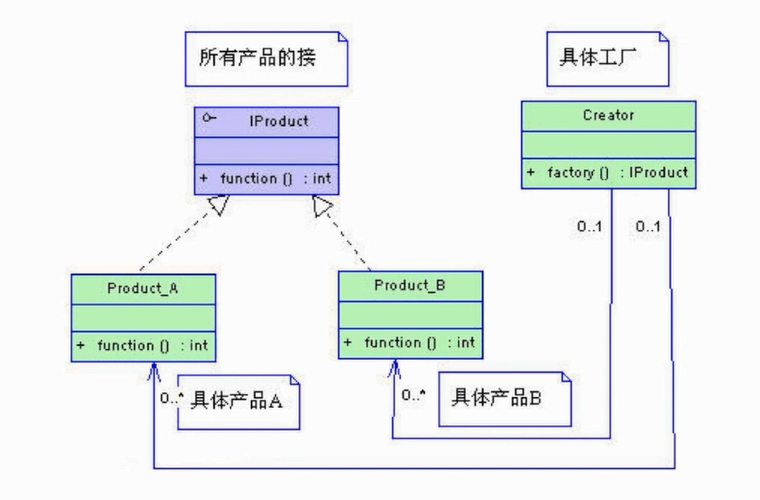 所有产品的接
具体工厂
IProduct
+ function () : int
Creator
+ factory () : IProduct
0..1
0..1
Product_A
+ function () : int
Product_B
+ function () : int
0..*
具体产品A
0..*
具体产品B